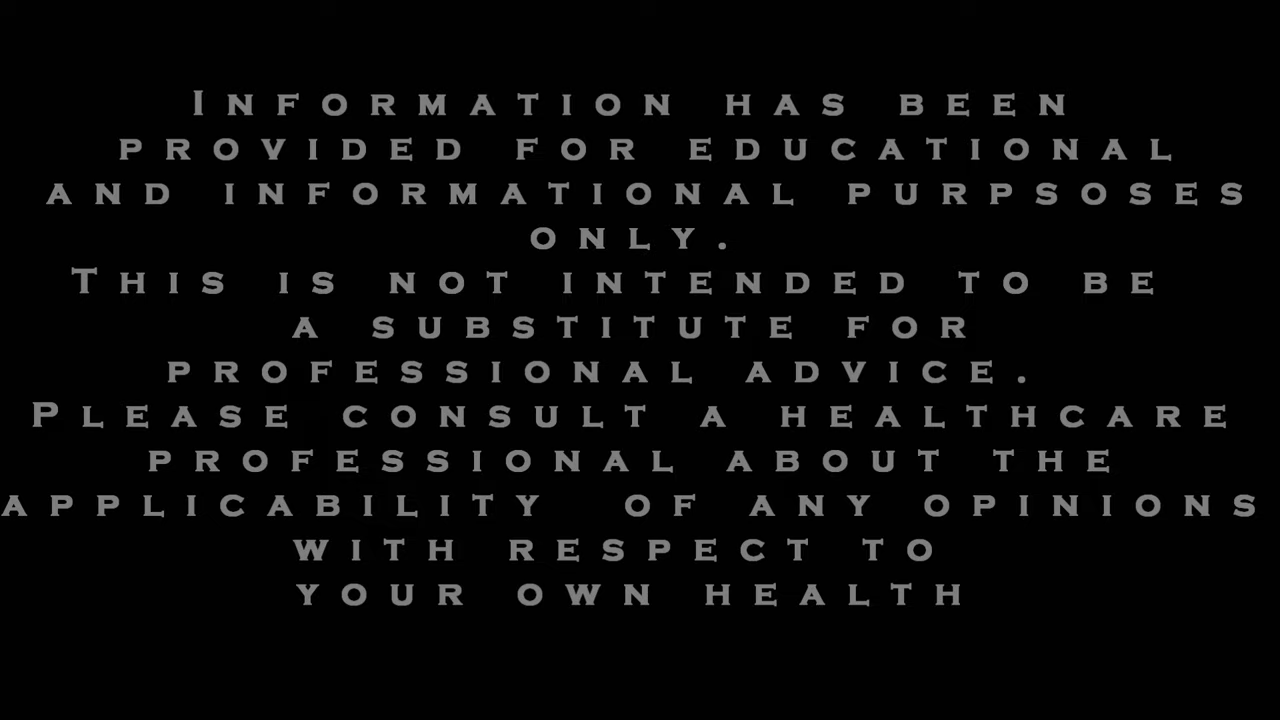 Information has been
provided for educational
and informational purpsoses
only.
This is not intended to be
a substitute for
professional advice.
Please consult a healthcare
professional about the
applicability of any opinions
with respect to
your own health